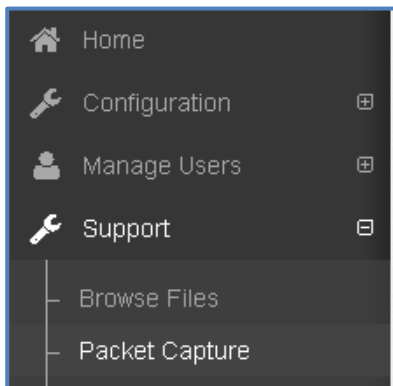 Home
Configuration
Manage Users
Support
Browse Files
Packet Capture